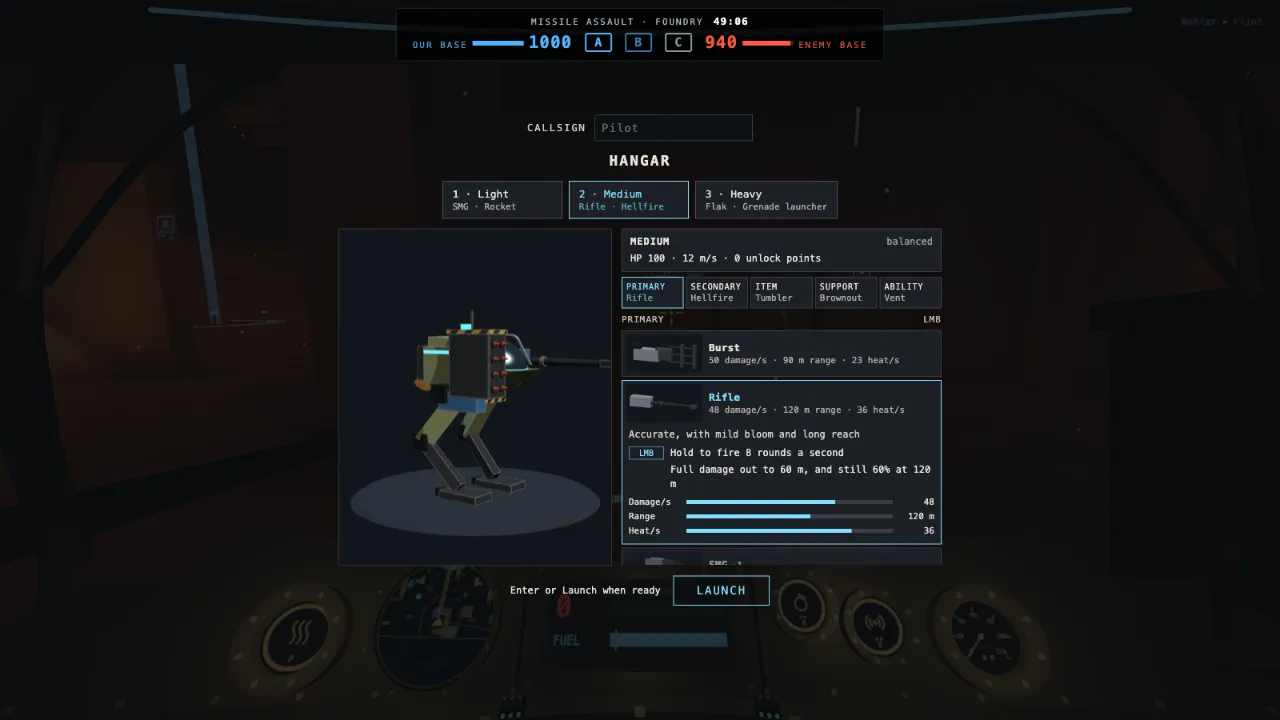 MISSILE ASSAULT · FOUNDRY 49:06
OUR BASE 1000 A B C 940 ENEMY BASE
Ashlar ▸ Flint
CALLSIGN Pilot
HANGAR
1 · Light
SMG · Rocket
2 · Medium
Rifle · Hellfire
3 · Heavy
Flak · Grenade launcher
MEDIUM balanced
HP 100 · 12 m/s · 0 unlock points
PRIMARY
Rifle
SECONDARY
Hellfire
ITEM
Tumbler
SUPPORT
Brownout
ABILITY
Vent
PRIMARY LMB
Burst
50 damage/s · 90 m range · 23 heat/s
Rifle
48 damage/s · 120 m range · 36 heat/s
Accurate, with mild bloom and long reach
LMB Hold to fire 8 rounds a second
Full damage out to 60 m, and still 60% at 120
m
Damage/s 48
Range 120 m
Heat/s 36
SMG
Enter or Launch when ready LAUNCH
0
FUEL